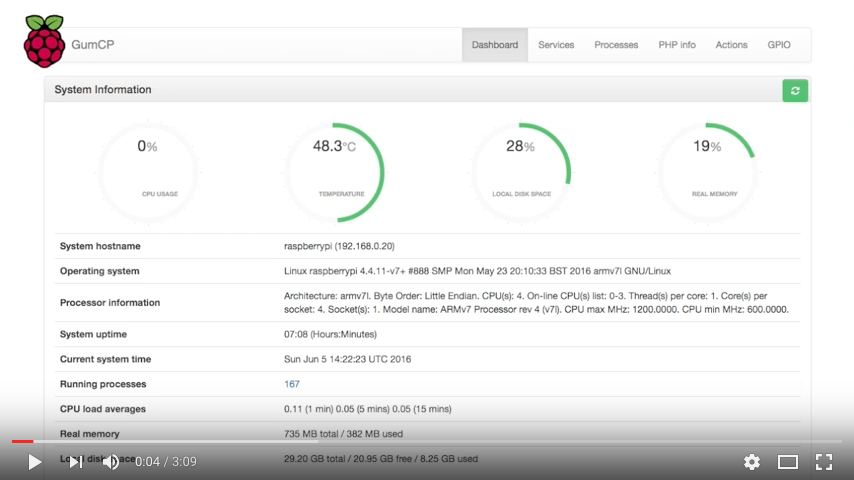 GumCP
Dashboard Services Processes PHP info Actions GPIO
System Information
0% 48.3°C 28% 19%
CPU USAGE TEMPERATURE LOCAL DISK SPACE REAL MEMORY
System hostname raspberrypi (192.168.0.20)
Operating system Linux raspberrypi 4.4.11-v7+ #888 SMP Mon May 23 20:10:33 BST 2016 armv7l GNU/Linux
Processor information Architecture: armv7l. Byte Order: Little Endian. CPU(s): 4. On-line CPU(s) list: 0-3. Thread(s) per core: 1. Core(s) per
socket: 4. Socket(s): 1. Model name: ARMv7 Processor rev 4 (v7l). CPU max MHz: 1200.0000. CPU min MHz: 600.0000.
System uptime 07:08 (Hours:Minutes)
Current system time Sun Jun 5 14:22:23 UTC 2016
Running processes 167
CPU load averages 0.11 (1 min) 0.05 (5 mins) 0.05 (15 mins)
Real memory 735 MB total / 382 MB used
Local disk space 29.20 GB total / 20.95 GB free / 8.25 GB used
0:04 / 3:09